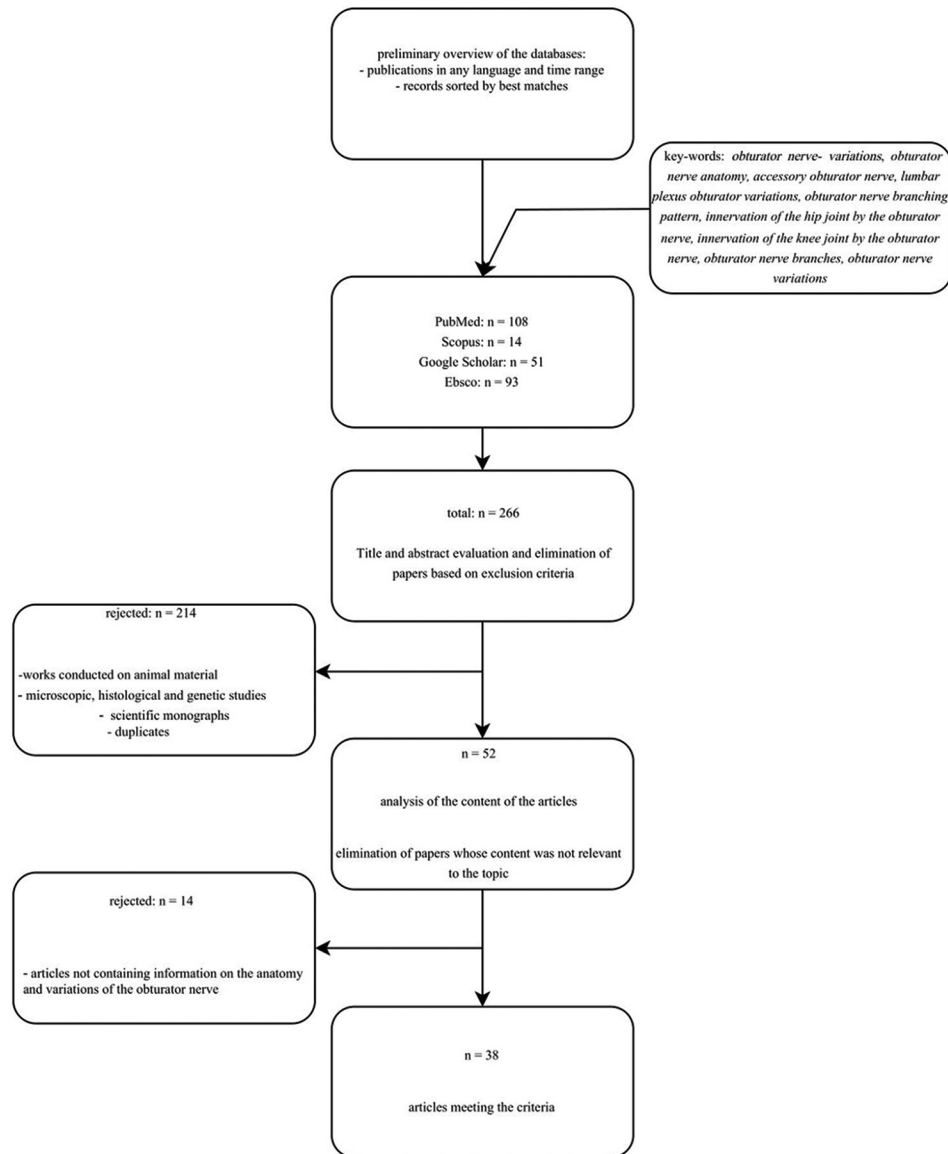 preliminary overview of the databases:
- publications in any language and time range
- records sorted by best matches
key-words: obturator nerve- variations, obturator
nerve anatomy, accessory obturator nerve, lumbar
plexus obturator variations, obturator nerve branching
pattern, innervation of the hip joint by the obturator
nerve, innervation of the knee joint by the obturator
nerve, obturator nerve branches, obturator nerve
variations
PubMed: n = 108
Scopus: n = 14
Google Scholar: n = 51
Ebsco: n = 93
total: n = 266
Title and abstract evaluation and elimination of
papers based on exclusion criteria
rejected: n = 214
-works conducted on animal material
- microscopic, histological and genetic studies
- scientific monographs
- duplicates
n = 52
analysis of the content of the articles
elimination of papers whose content was not relevant
to the topic
rejected: n = 14
- articles not containing information on the anatomy
and variations of the obturator nerve
n = 38
articles meeting the criteria